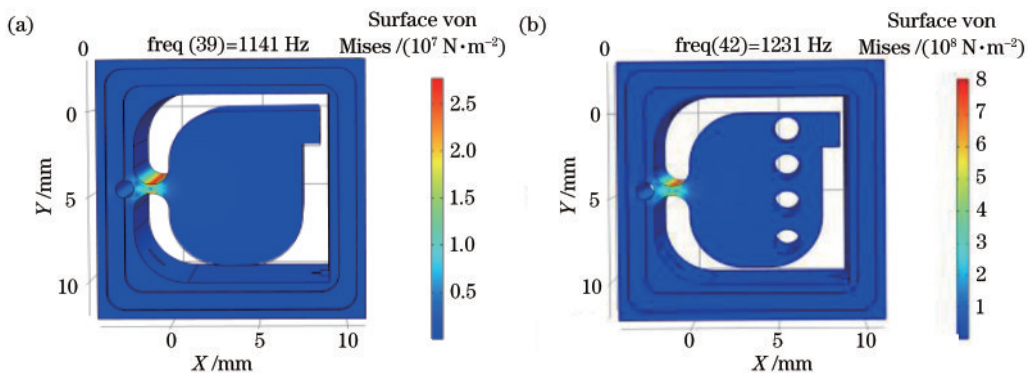 (a)
freq (39)=1141 Hz
Surface von
Mises /(10⁷ N·m⁻²)
0
0
5
10
Y /mm
0
5
10
X /mm
2.5
2.0
1.5
1.0
0.5
(b)
freq(42)=1231 Hz
Surface von
Mises /(10⁸ N·m⁻²)
0
0
5
10
Y /mm
0
5
10
X /mm
8
7
6
5
4
3
2
1